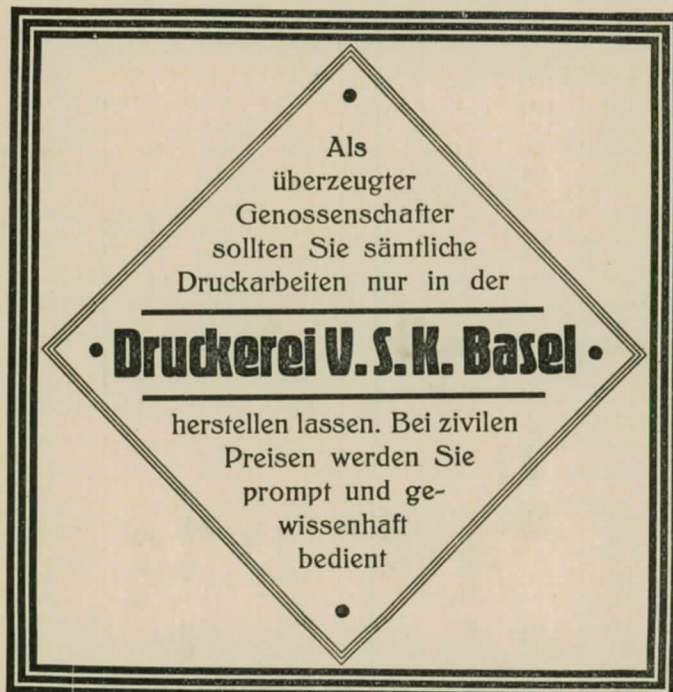 Als
überzeugter
Genossenschafter
sollten Sie sämtliche
Druckarbeiten nur in der
Druckerei V.S.K. Basel
herstellen lassen. Bei zivilen
Preisen werden Sie
prompt und ge-
wissenhaft
bedient